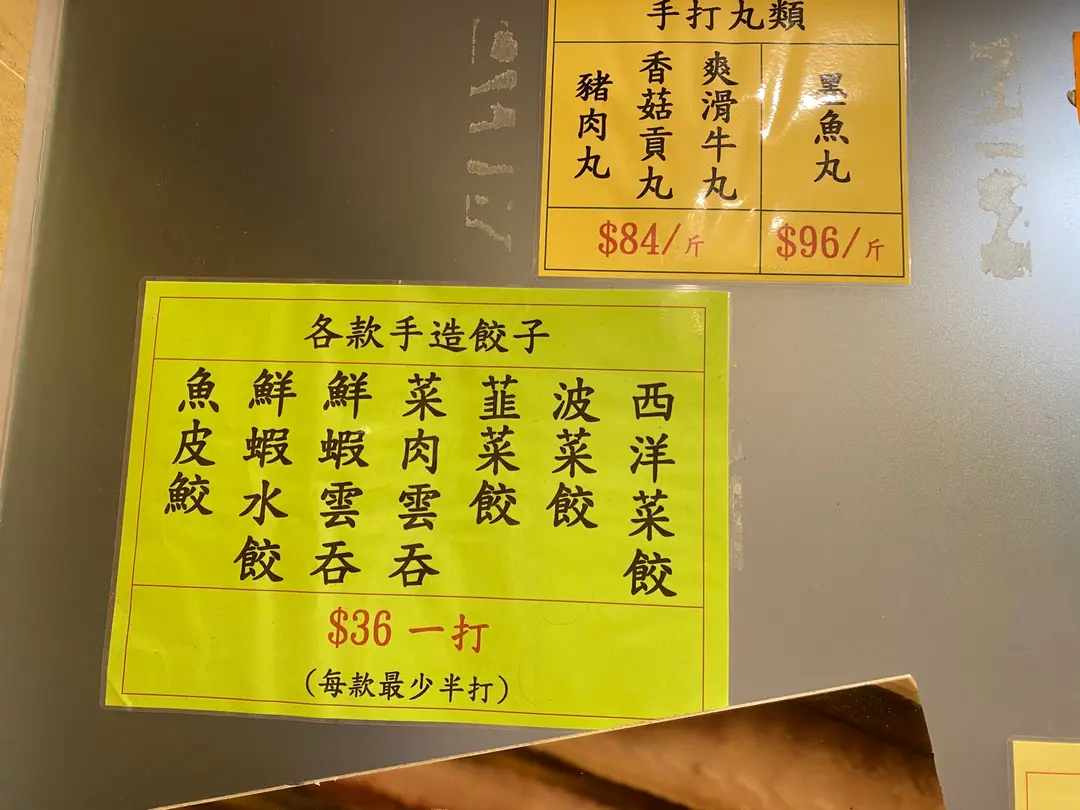 手打丸類
墨魚丸
爽滑牛丸
香菇貢丸
豬肉丸
$84/斤
$96/斤
各款手造餃子
西洋菜餃
波菜餃
韮菜餃
菜肉雲吞
鮮蝦雲吞
鮮蝦水餃
魚皮鮫
$36 一打
(每款最少半打)